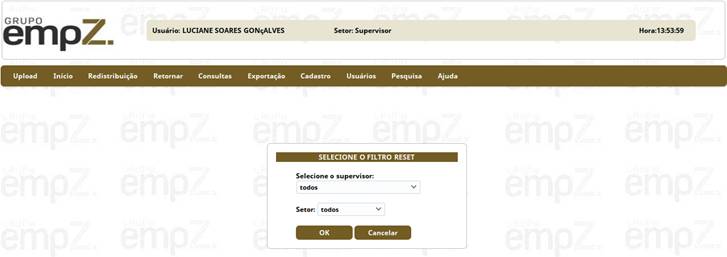 GRUPO
empZ.
Usuário: LUCIANE SOARES GONçALVES Setor: Supervisor Hora:13:53:59
Upload Início Redistribuição Retornar Consultas Exportação Cadastro Usuários Pesquisa Ajuda
SELECIONE O FILTRO RESET
Selecione o supervisor:
todos
Setor: todos
OK Cancelar